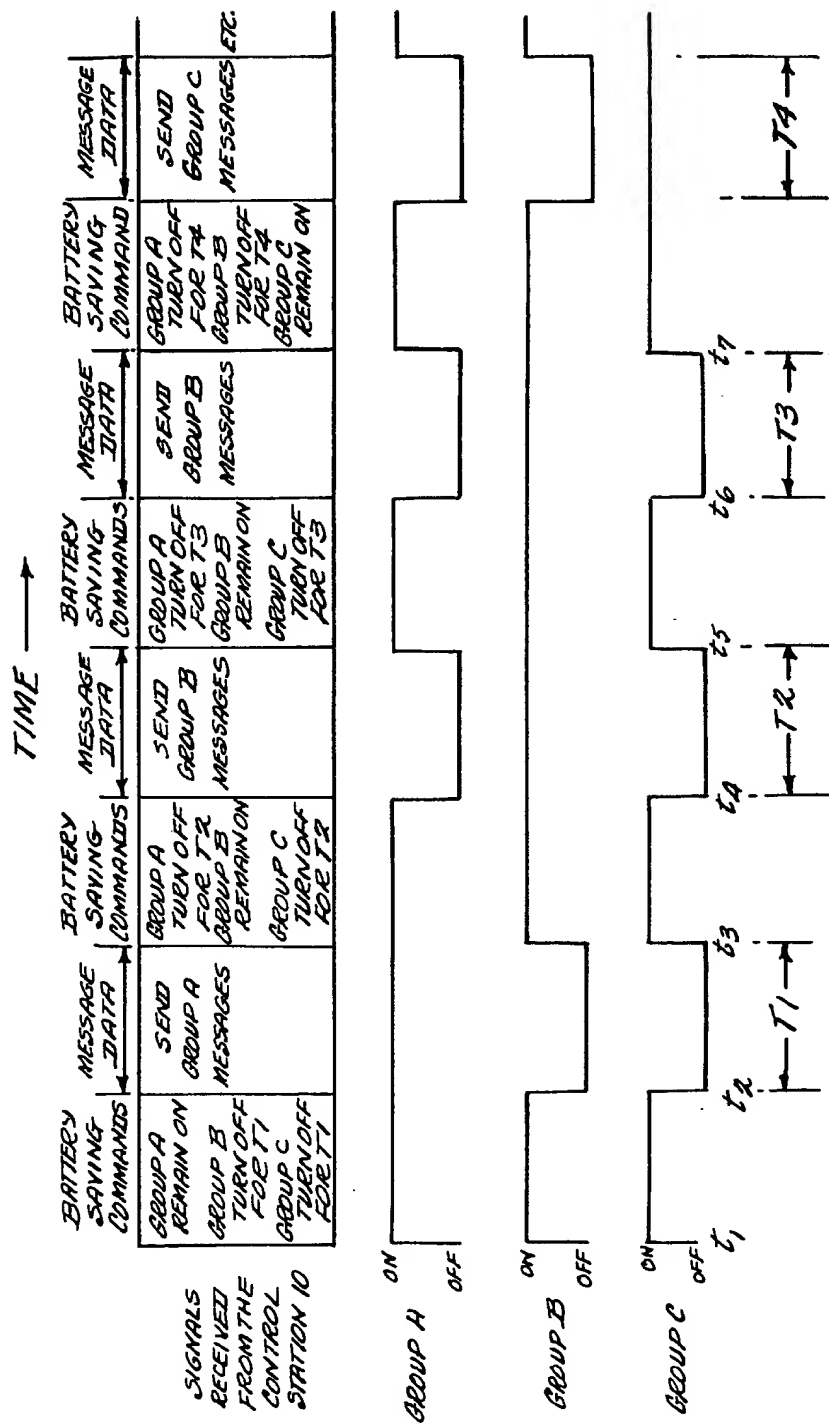 TIME
BATTERY
SAVING
COMMANDS
MESSAGE
DATA
BATTERY
SAVING
COMMANDS
MESSAGE
DATA
BATTERY
SAVING
COMMANDS
MESSAGE
DATA
BATTERY
SAVING
COMMAND
MESSAGE
DATA
SIGNALS
RECEIVED
FROM THE
CONTROL
STATION 10
GROUP A
REMAIN ON
GROUP B
TURN OFF
FOR T1
GROUP C
TURN OFF
FOR T1
SEND
GROUP A
MESSAGES
GROUP A
TURN OFF
FOR T2
GROUP B
REMAIN ON
GROUP C
TURN OFF
FOR T2
SEND
GROUP B
MESSAGES
GROUP A
TURN OFF
FOR T3
GROUP B
REMAIN ON
GROUP C
TURN OFF
FOR T3
SEND
GROUP B
MESSAGES
GROUP A
TURN OFF
FOR T4
GROUP B
TURN OFF
FOR T4
GROUP C
REMAIN ON
SEND
GROUP C
MESSAGES
ETC.
ON
OFF
GROUP A
ON
OFF
GROUP B
ON
OFF
GROUP C
t1 t2 t3 t4 t5 t6 t7
T1 T2 T3 T4